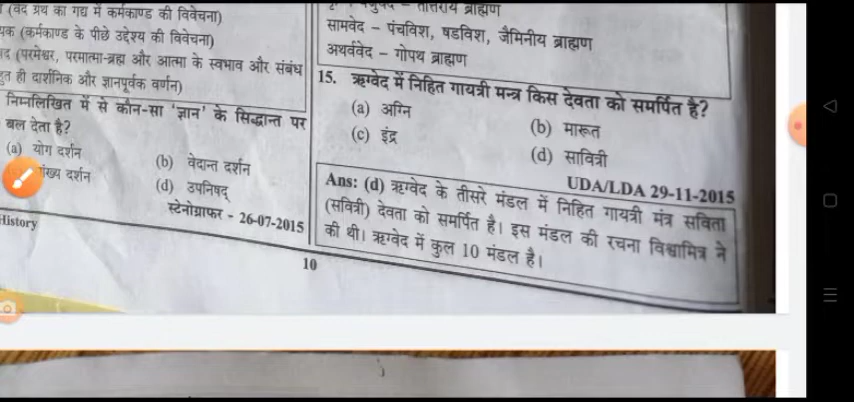 (वेद ग्रंथ का गद्य में कर्मकाण्ड की विवेचना)
(कर्मकाण्ड के पीछे उद्देश्य की विवेचना)
(परमेश्वर, परमात्मा-ब्रह्म और आत्मा के स्वभाव और संबंध
ही दार्शनिक और ज्ञानपूर्वक वर्णन)
निम्नलिखित में से कौन-सा 'ज्ञान' के सिद्धान्त पर
बल देता है?
(a) योग दर्शन
(b) वेदान्त दर्शन
दर्शन
(d) उपनिषद्
स्टेनोग्राफर - 26-07-2015
History
10
तैत्तिरीय ब्राह्मण
सामवेद - पंचविश, षडविश, जैमिनीय ब्राह्मण
अथर्ववेद - गोपथ ब्राह्मण
15. ऋग्वेद में निहित गायत्री मन्त्र किस देवता को समर्पित है?
(a) अग्नि
(b) मारूत
(c) इंद्र
(d) सावित्री
UDA/LDA 29-11-2015
Ans: (d) ऋग्वेद के तीसरे मंडल में निहित गायत्री मंत्र सविता
(सवित्री) देवता को समर्पित है। इस मंडल की रचना विश्वामित्र ने
की थी। ऋग्वेद में कुल 10 मंडल है।